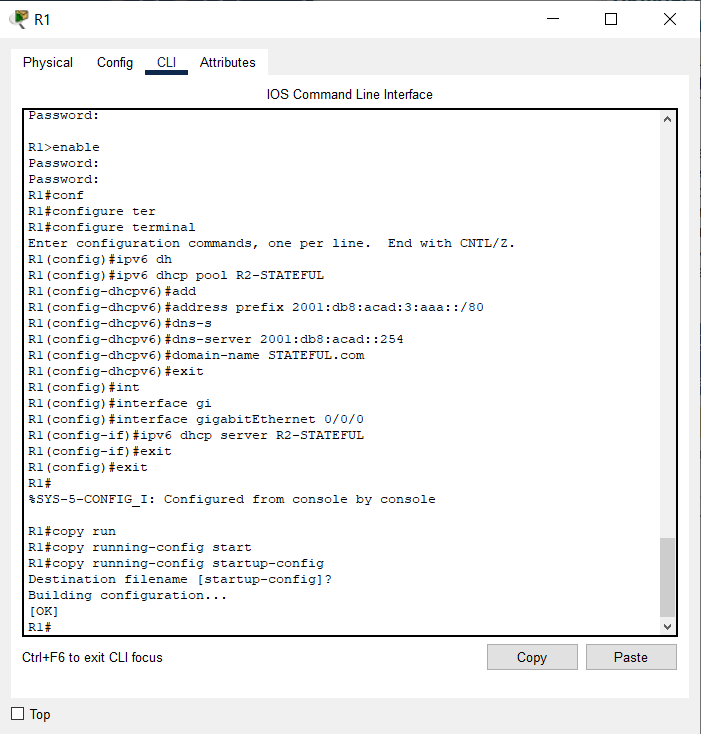 R1
Physical Config CLI Attributes
IOS Command Line Interface
Password:
R1>enable
Password:
Password:
R1#conf
R1#configure ter
R1#configure terminal
Enter configuration commands, one per line.  End with CNTL/Z.
R1(config)#ipv6 dh
R1(config)#ipv6 dhcp pool R2-STATEFUL
R1(config-dhcpv6)#add
R1(config-dhcpv6)#address prefix 2001:db8:acad:3:aaa::/80
R1(config-dhcpv6)#dns-s
R1(config-dhcpv6)#dns-server 2001:db8:acad::254
R1(config-dhcpv6)#domain-name STATEFUL.com
R1(config-dhcpv6)#exit
R1(config)#int
R1(config)#interface gi
R1(config)#interface gigabitEthernet 0/0/0
R1(config-if)#ipv6 dhcp server R2-STATEFUL
R1(config-if)#exit
R1(config)#exit
R1#
%SYS-5-CONFIG_I: Configured from console by console
R1#copy run
R1#copy running-config start
R1#copy running-config startup-config
Destination filename [startup-config]?
Building configuration...
[OK]
R1#
Ctrl+F6 to exit CLI focus
Copy
Paste
Top